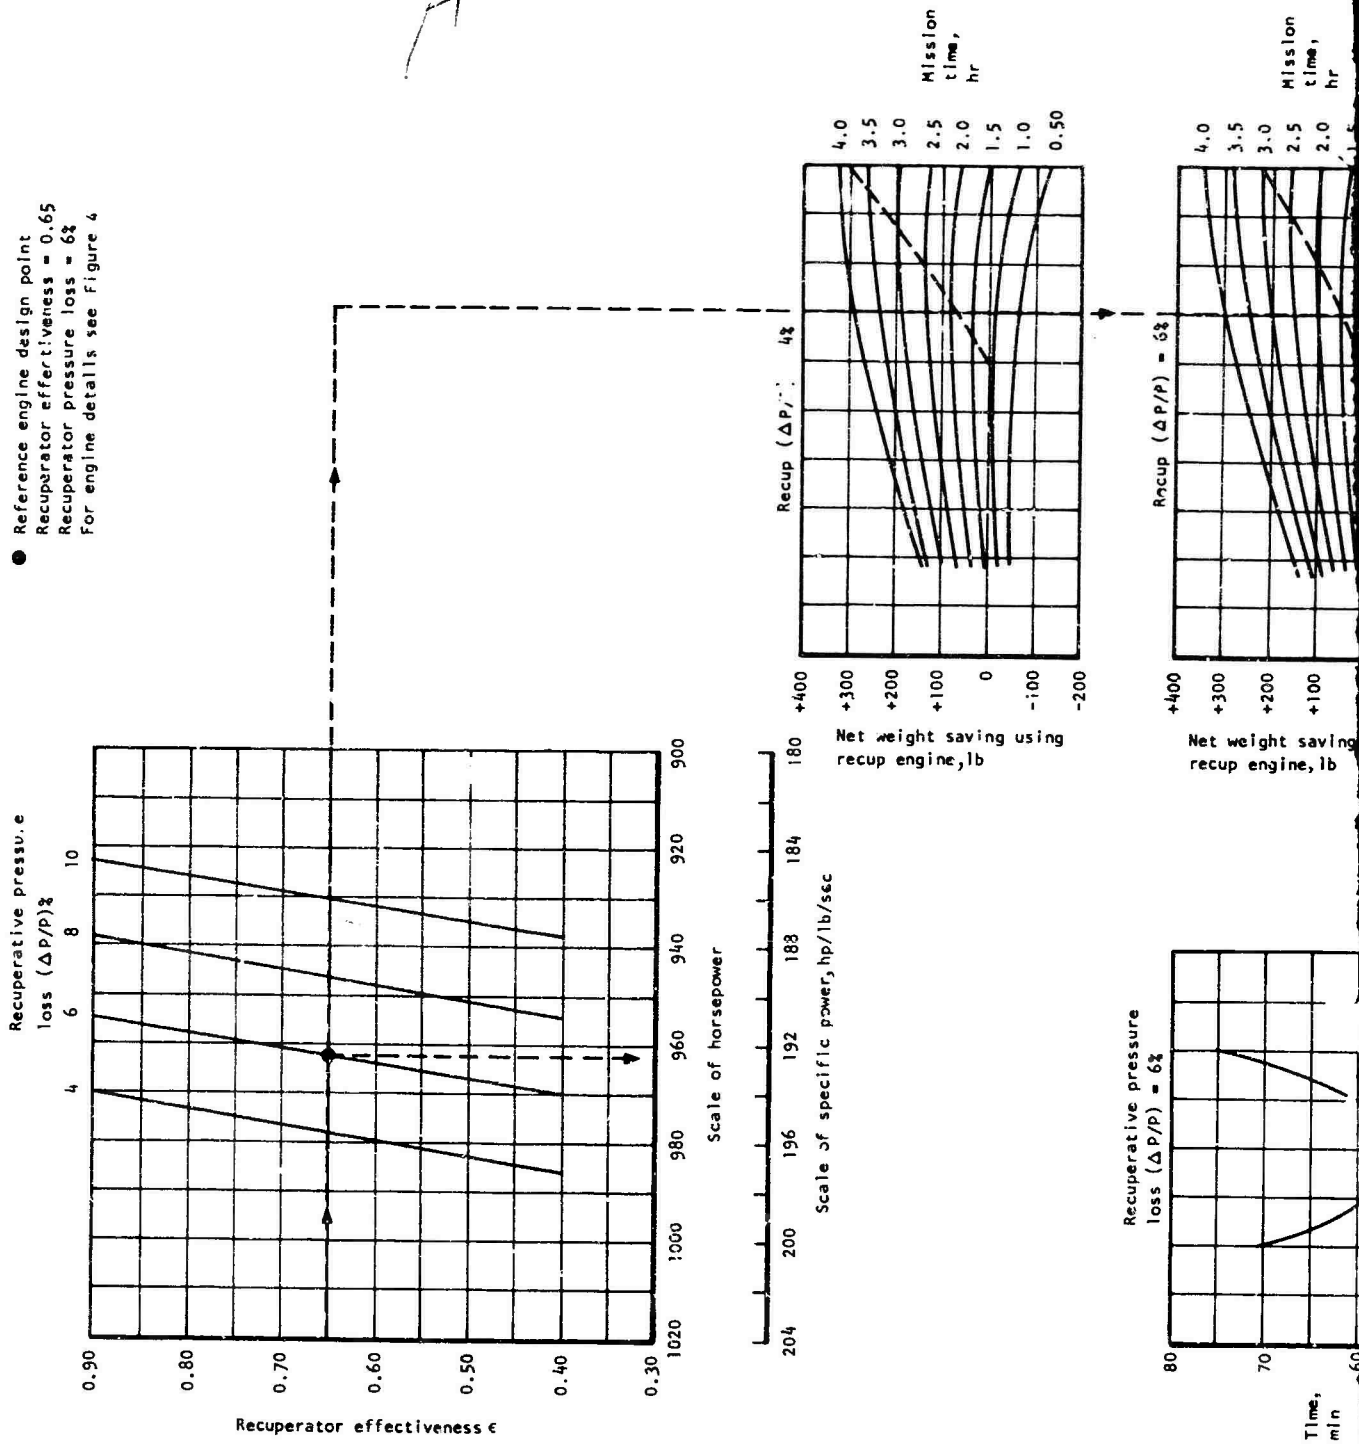 Reference engine design point
Recuperator effertiveness = 0.65
Recuperator pressure loss = 6%
For engine details see Figure 4
Recuperative pressu.e
loss (ΔP/P)%
4
6
8
10
0.90
0.80
0.70
0.60
0.50
0.40
0.30
Recuperator effectiveness ε
1020
1000
980
960
940
920
900
Scale of horsepower
204
200
196
192
188
184
180
Scale of specific power, hp/lb/sec
Recup (ΔP/ 4%
+400
+300
+200
+100
0
-100
-200
Net weight saving using
recup engine, lb
Mission
time,
hr
4.0
3.5
3.0
2.5
2.0
1.5
1.0
0.50
Recup (ΔP/P) = 6%
+400
+300
+200
+100
Net weight saving
recup engine, lb
Mission
time,
hr
4.0
3.5
3.0
2.5
2.0
Recuperative pressure
loss (ΔP/P) = 6%
80
70
60
Time,
min